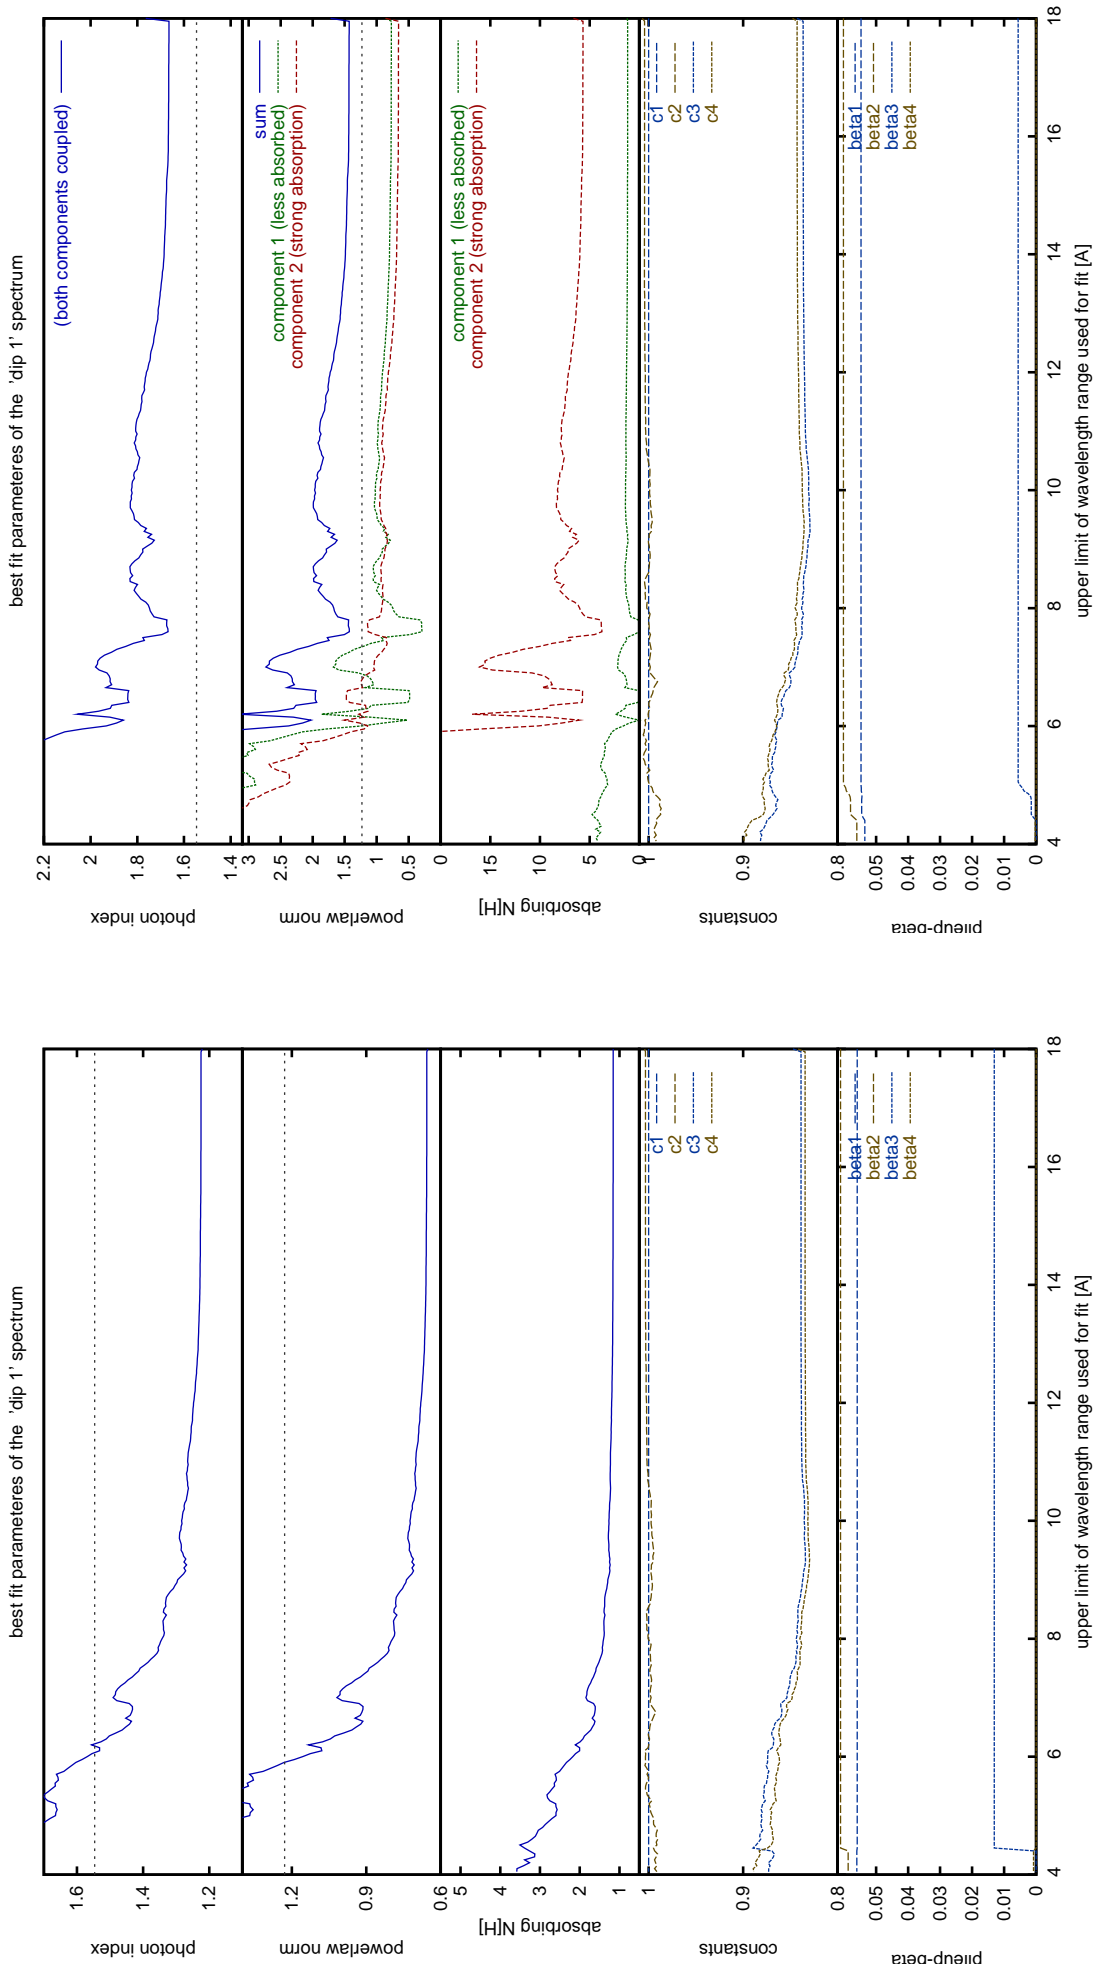 best fit parameteres of the 'dip 1' spectrum
photon index
1.6
1.4
1.2
powerlaw norm
1.2
0.9
0.6
absorbing N[H]
5
4
3
2
1
constants
1
0.9
0.8
c1
c2
c3
c4
pileup-beta
0.05
0.04
0.03
0.02
0.01
0
beta1
beta2
beta3
beta4
4 6 8 10 12 14 16 18
upper limit of wavelength range used for fit [A]
best fit parameteres of the 'dip 1' spectrum
photon index
2.2
2
1.8
1.6
1.4
(both components coupled)
powerlaw norm
3
2.5
2
1.5
1
0.5
0
sum
component 1 (less absorbed)
component 2 (strong absorption)
absorbing N[H]
15
10
5
0
component 1 (less absorbed)
component 2 (strong absorption)
constants
1
0.9
0.8
c1
c2
c3
c4
pileup-beta
0.05
0.04
0.03
0.02
0.01
0
beta1
beta2
beta3
beta4
4 6 8 10 12 14 16 18
upper limit of wavelength range used for fit [A]